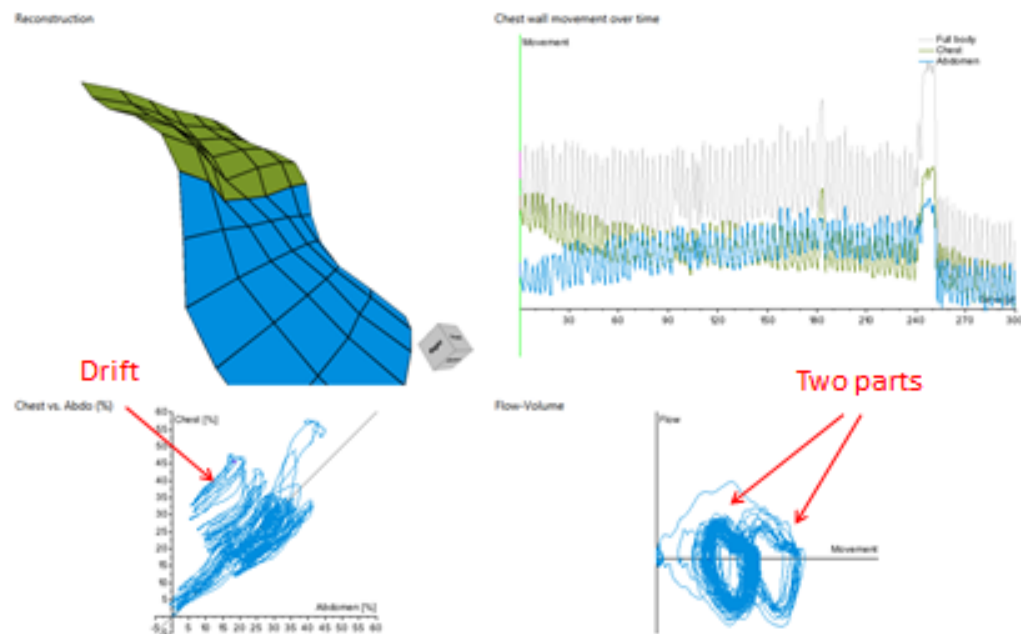 Reconstruction
Chest wall movement over time
Movement
Full body
Chest
Abdomen
30 60 90 120 150 180 210 240 270 300
Drift
Two parts
Chest vs. Abdo (%)
Chest [%]
60
55
50
45
40
35
30
25
20
15
10
5
Abdomen [%]
-5 5 10 15 20 25 30 35 40 45 50 55 60
Flow-Volume
Flow
Movement